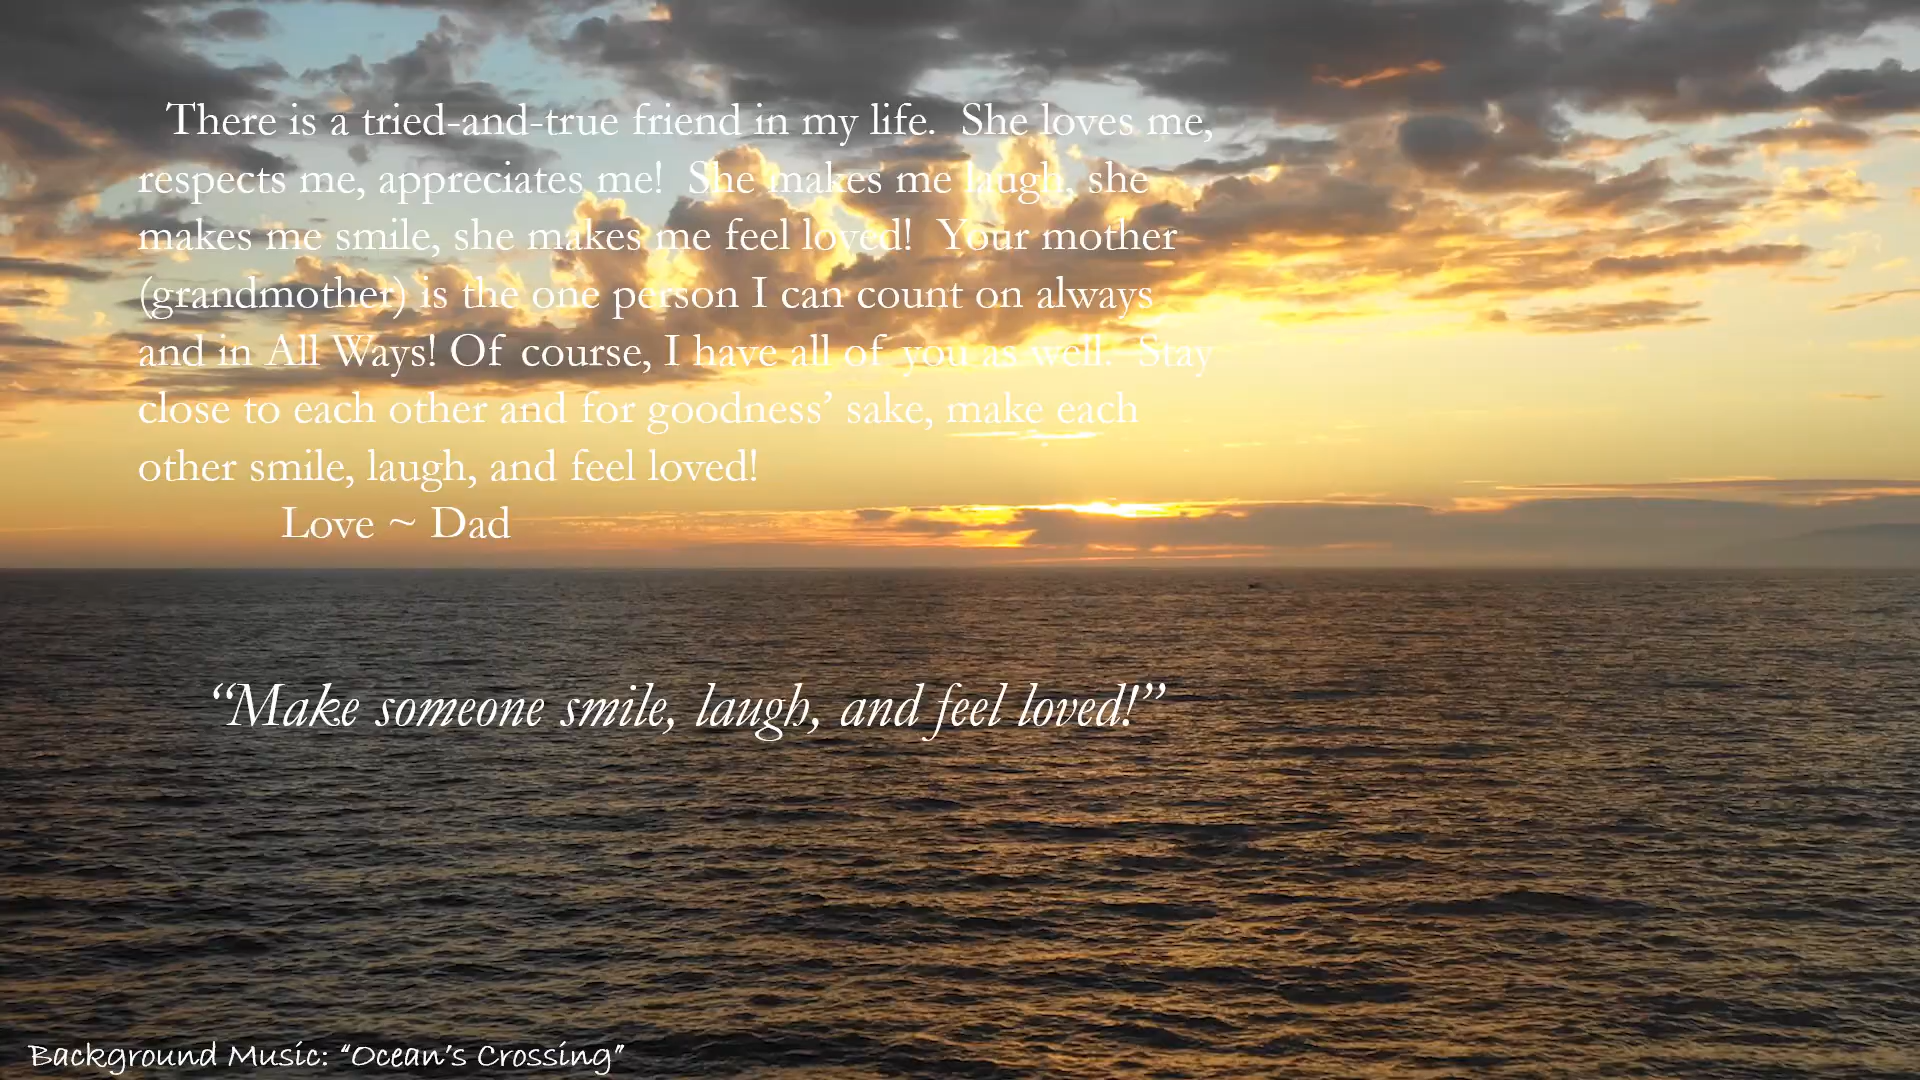 There is a tried-and-true friend in my life.  She loves me,
respects me, appreciates me!  She makes me laugh, she
makes me smile, she makes me feel loved!  Your mother
(grandmother) is the one person I can count on always
and in All Ways! Of course, I have all of you as well.  Stay
close to each other and for goodness’ sake, make each
other smile, laugh, and feel loved!
Love ~ Dad
“Make someone smile, laugh, and feel loved!”
Background Music: “Ocean’s Crossing”